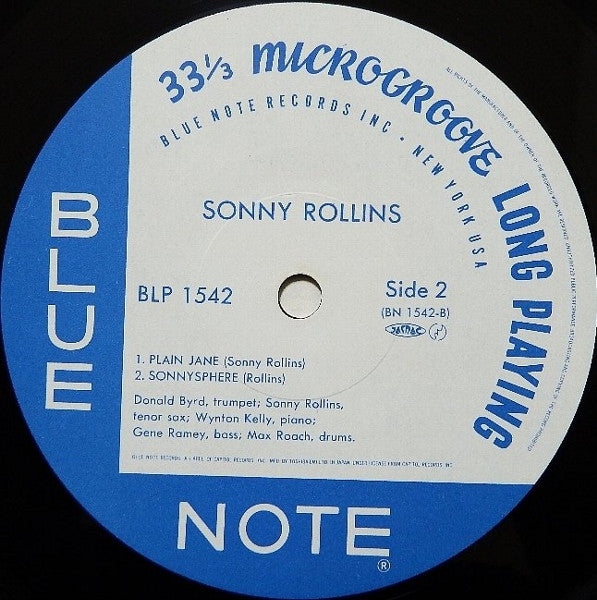 33⅓ MICROGROOVE LONG PLAYING
BLUE NOTE RECORDS INC • NEW YORK USA
SONNY ROLLINS
BLP 1542
Side 2
(BN 1542-B)
JASRAC
1. PLAIN JANE (Sonny Rollins)
2. SONNYSPHERE (Rollins)
Donald Byrd, trumpet; Sonny Rollins,
tenor sax; Wynton Kelly, piano;
Gene Ramey, bass; Max Roach, drums.
BLUE
NOTE®